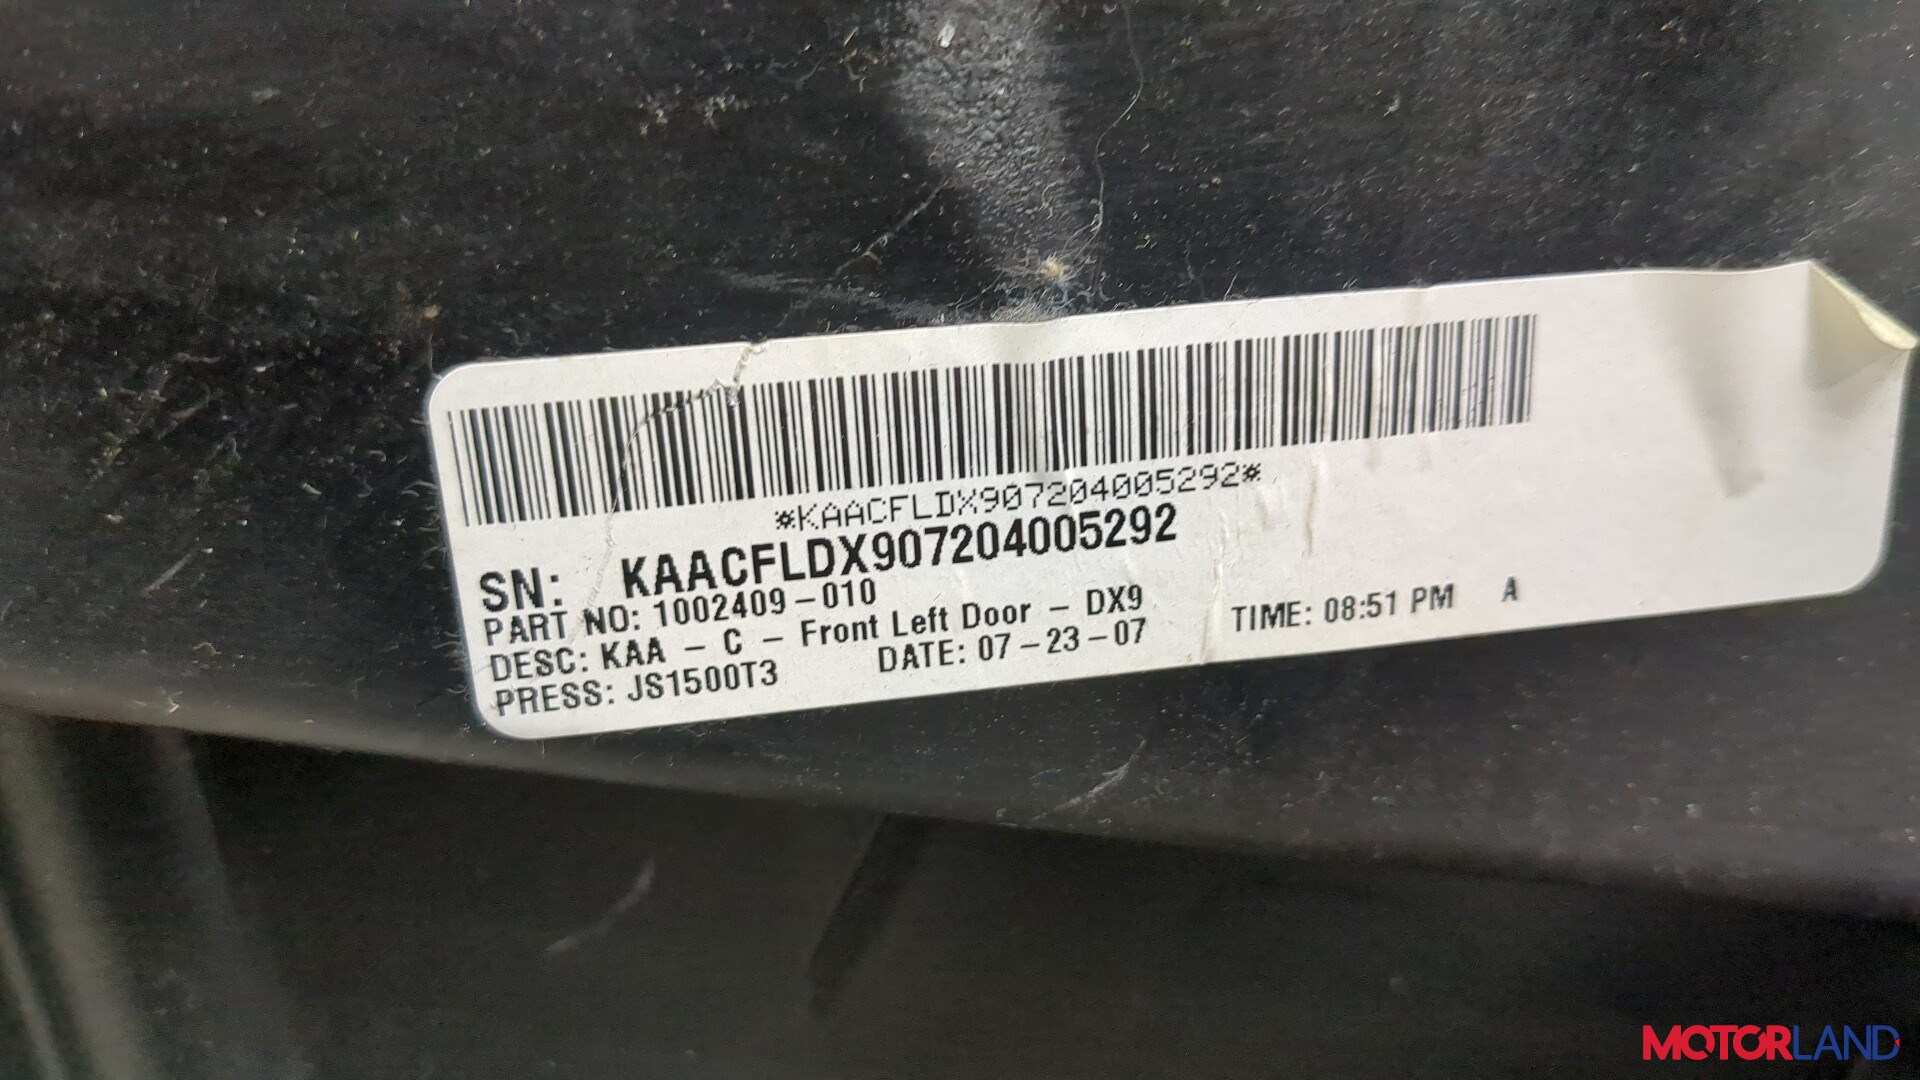 *KAACFLDX907204005292*
SN: KAACFLDX907204005292
PART NO: 1002409-010
DESC: KAA - C - Front Left Door - DX9
PRESS: JS1500T3 DATE: 07-23-07 TIME: 08:51 PM A
MOTORLAND